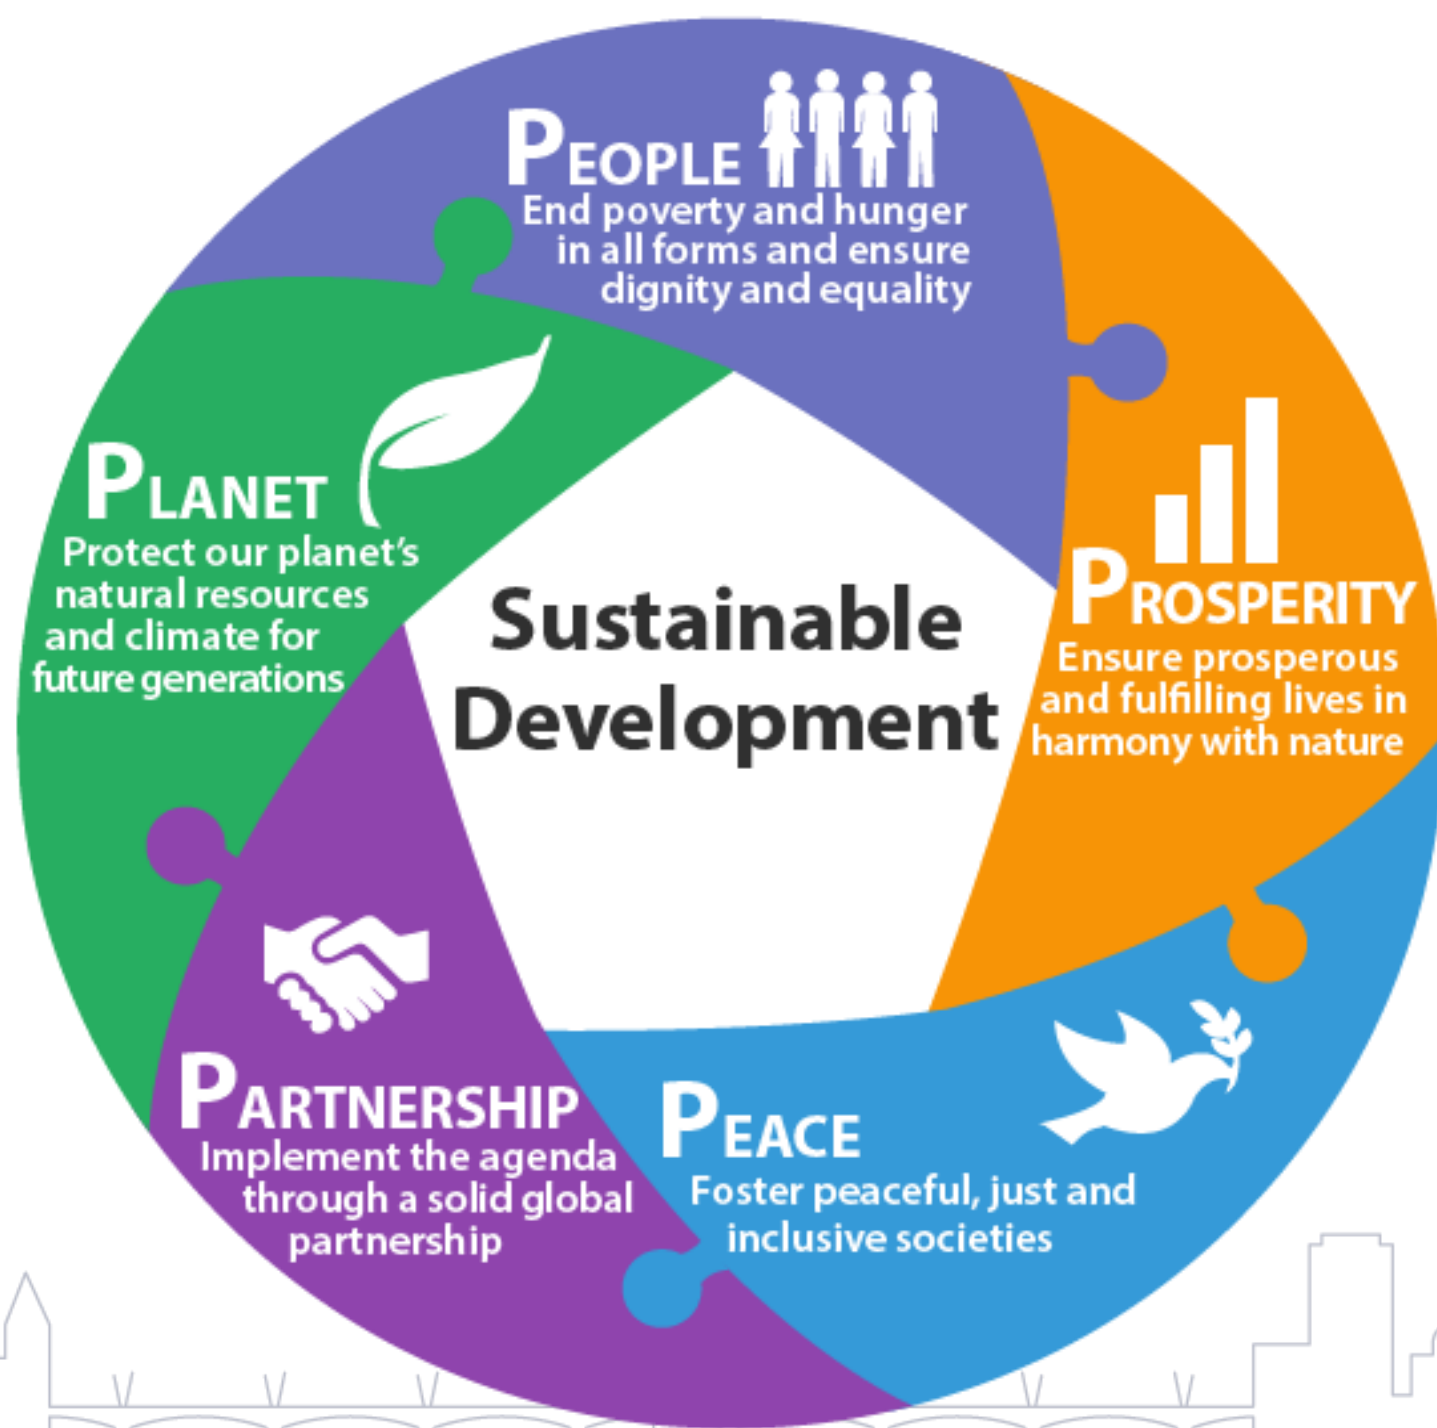 PEOPLE
End poverty and hunger
in all forms and ensure
dignity and equality
PROSPERITY
Ensure prosperous
and fulfilling lives in
harmony with nature
PEACE
Foster peaceful, just and
inclusive societies
PARTNERSHIP
Implement the agenda
through a solid global
partnership
PLANET
Protect our planet's
natural resources
and climate for
future generations
Sustainable
Development